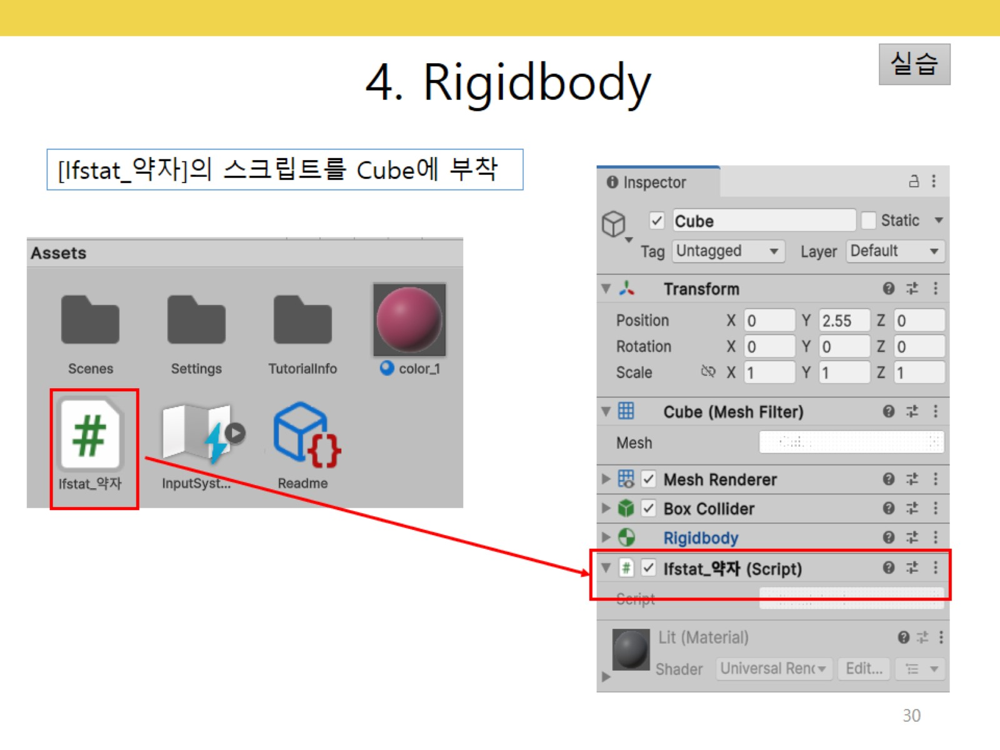 실습
4. Rigidbody
[Ifstat_약자]의 스크립트를 Cube에 부착
Assets
Scenes
Settings
TutorialInfo
color_1
Ifstat_약자
InputSyst...
Readme
Inspector
Cube
Static
Tag Untagged Layer Default
Transform
Position X 0 Y 2.55 Z 0
Rotation X 0 Y 0 Z 0
Scale X 1 Y 1 Z 1
Cube (Mesh Filter)
Mesh
Mesh Renderer
Box Collider
Rigidbody
Ifstat_약자 (Script)
Script
Lit (Material)
Shader Universal Ren Edit...
30